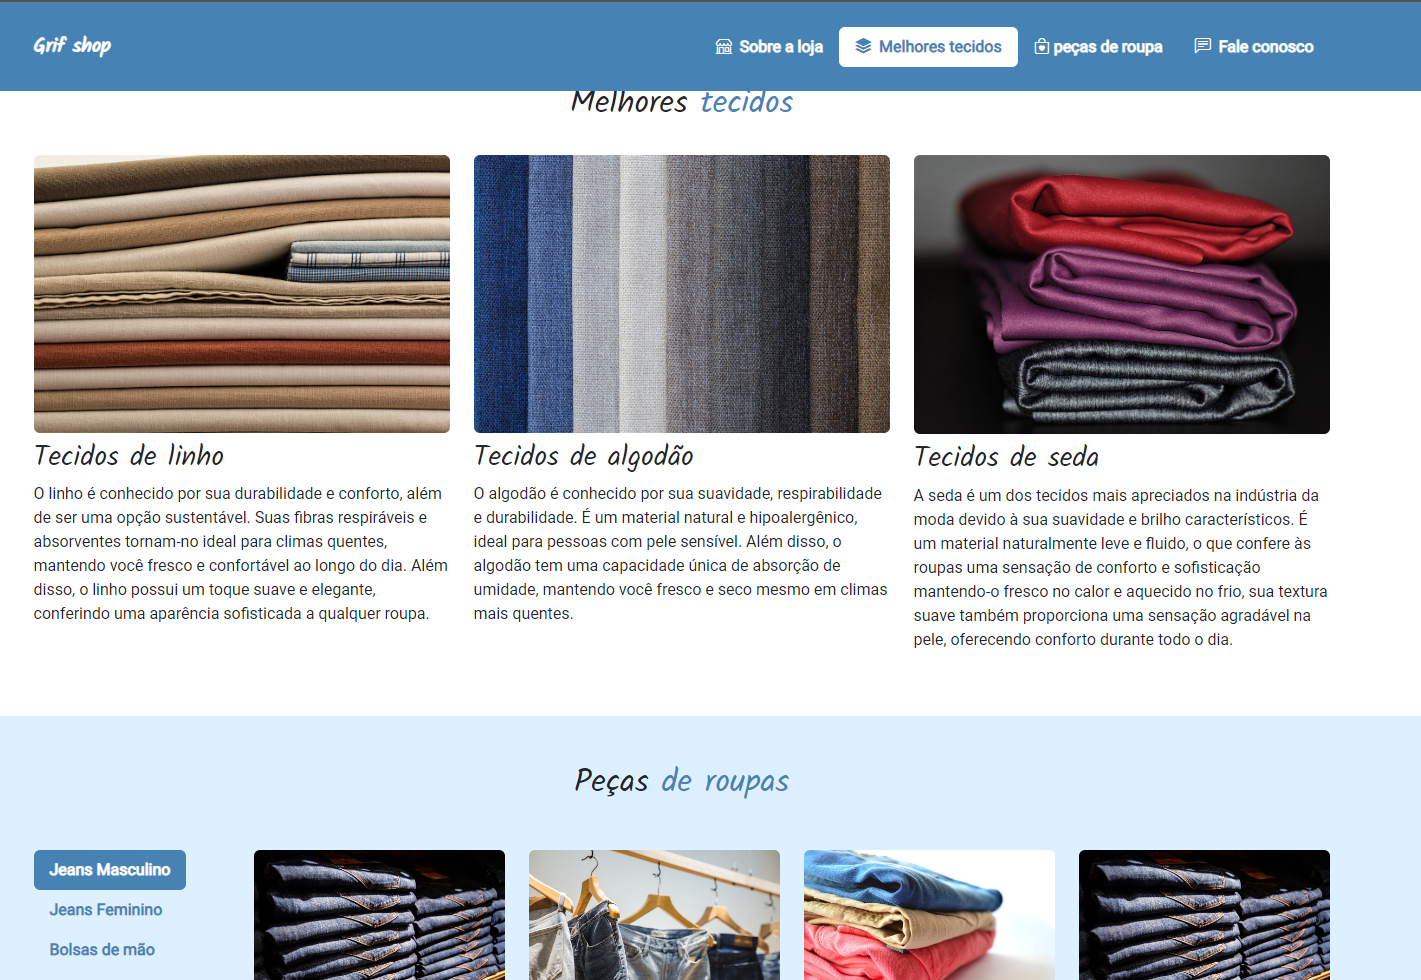 Grif shop
Sobre a loja
Melhores tecidos
peças de roupa
Fale conosco
Melhores tecidos
Tecidos de linho
O linho é conhecido por sua durabilidade e conforto, além
de ser uma opção sustentável. Suas fibras respiráveis e
absorventes tornam-no ideal para climas quentes,
mantendo você fresco e confortável ao longo do dia. Além
disso, o linho possui um toque suave e elegante,
conferindo uma aparência sofisticada a qualquer roupa.
Tecidos de algodão
O algodão é conhecido por sua suavidade, respirabilidade
e durabilidade. É um material natural e hipoalergênico,
ideal para pessoas com pele sensível. Além disso, o
algodão tem uma capacidade única de absorção de
umidade, mantendo você fresco e seco mesmo em climas
mais quentes.
Tecidos de seda
A seda é um dos tecidos mais apreciados na indústria da
moda devido à sua suavidade e brilho característicos. É
um material naturalmente leve e fluido, o que confere às
roupas uma sensação de conforto e sofisticação
mantendo-o fresco no calor e aquecido no frio, sua textura
suave também proporciona uma sensação agradável na
pele, oferecendo conforto durante todo o dia.
Peças de roupas
Jeans Masculino
Jeans Feminino
Bolsas de mão